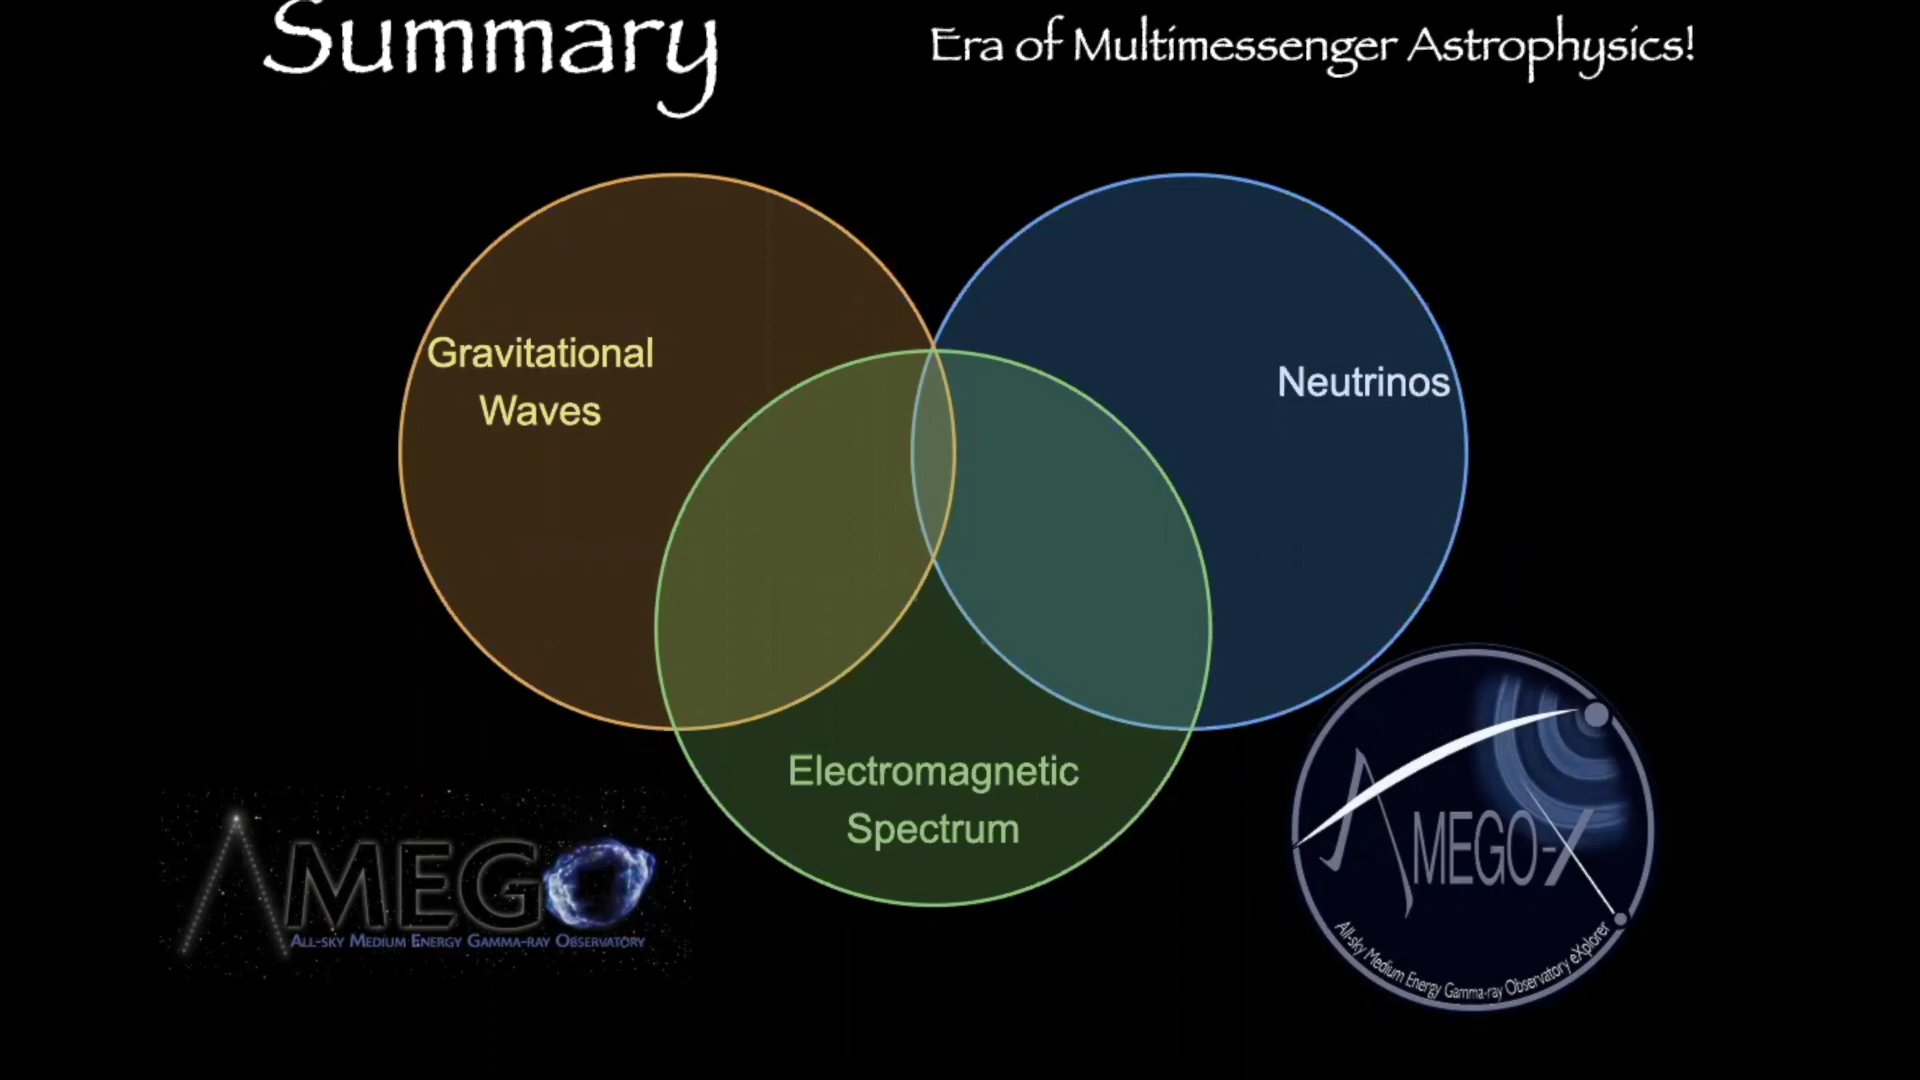 Summary
Era of Multimessenger Astrophysics!
Gravitational
Waves
Neutrinos
Electromagnetic
Spectrum
AMEGO
ALL-SKY MEDIUM ENERGY GAMMA-RAY OBSERVATORY
AMEGO-X
All-sky Medium Energy Gamma-ray Observatory eXplorer